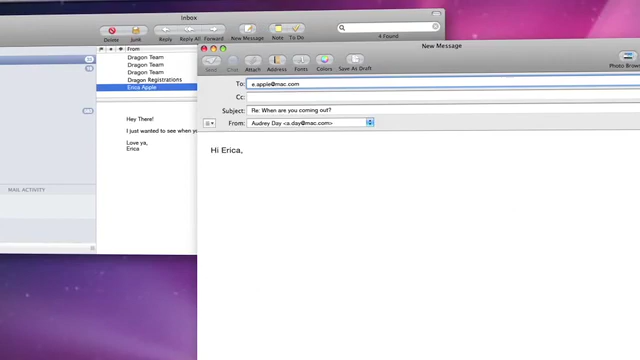 Inbox
Delete
Junk
Reply
Reply All
Forward
New Message
Note
To Do
4 Found
From
Dragon Team
Dragon Team
Dragon Team
Dragon Registrations
Erica Apple
Hey There!
I just wanted to see when yo
Love ya,
Erica
MAIL ACTIVITY
New Message
Send
Chat
Attach
Address
Fonts
Colors
Save As Draft
Photo Brows
To: e.apple@mac.com
Cc:
Subject: Re: When are you coming out?
From: Audrey Day <a.day@mac.com>
Hi Erica,